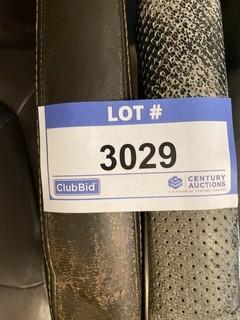 LOT #
3029
ClubBid
CENTURY
AUCTIONS